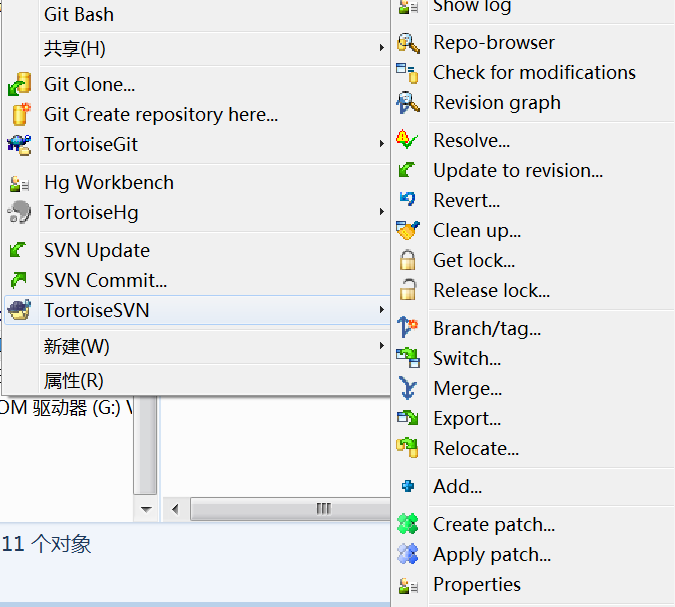 Git Bash
共享(H)
Git Clone...
Git Create repository here...
TortoiseGit
Hg Workbench
TortoiseHg
SVN Update
SVN Commit...
TortoiseSVN
新建(W)
属性(R)
OM 驱动器 (G:) \
11 个对象
Show log
Repo-browser
Check for modifications
Revision graph
Resolve...
Update to revision...
Revert...
Clean up...
Get lock...
Release lock...
Branch/tag...
Switch...
Merge...
Export...
Relocate...
Add...
Create patch...
Apply patch...
Properties